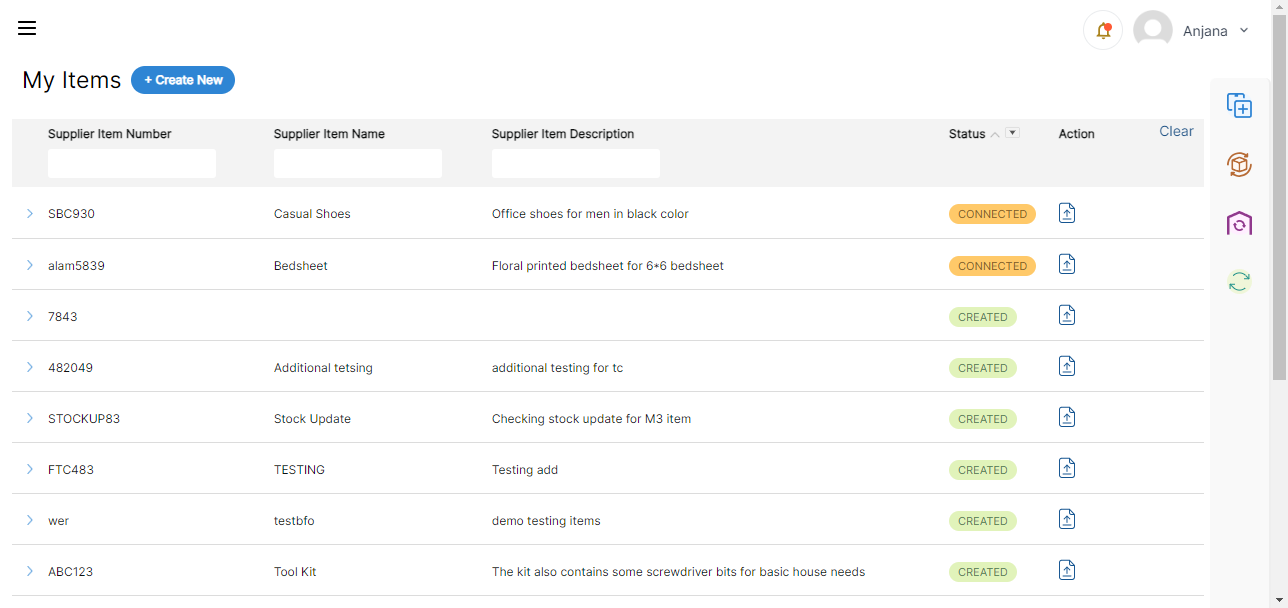 Anjana
My Items + Create New
Supplier Item Number Supplier Item Name Supplier Item Description Status Action Clear
SBC930 Casual Shoes Office shoes for men in black color CONNECTED
alam5839 Bedsheet Floral printed bedsheet for 6*6 bedsheet CONNECTED
7843 CREATED
482049 Additional tetsing additional testing for tc CREATED
STOCKUP83 Stock Update Checking stock update for M3 item CREATED
FTC483 TESTING Testing add CREATED
wer testbfo demo testing items CREATED
ABC123 Tool Kit The kit also contains some screwdriver bits for basic house needs CREATED